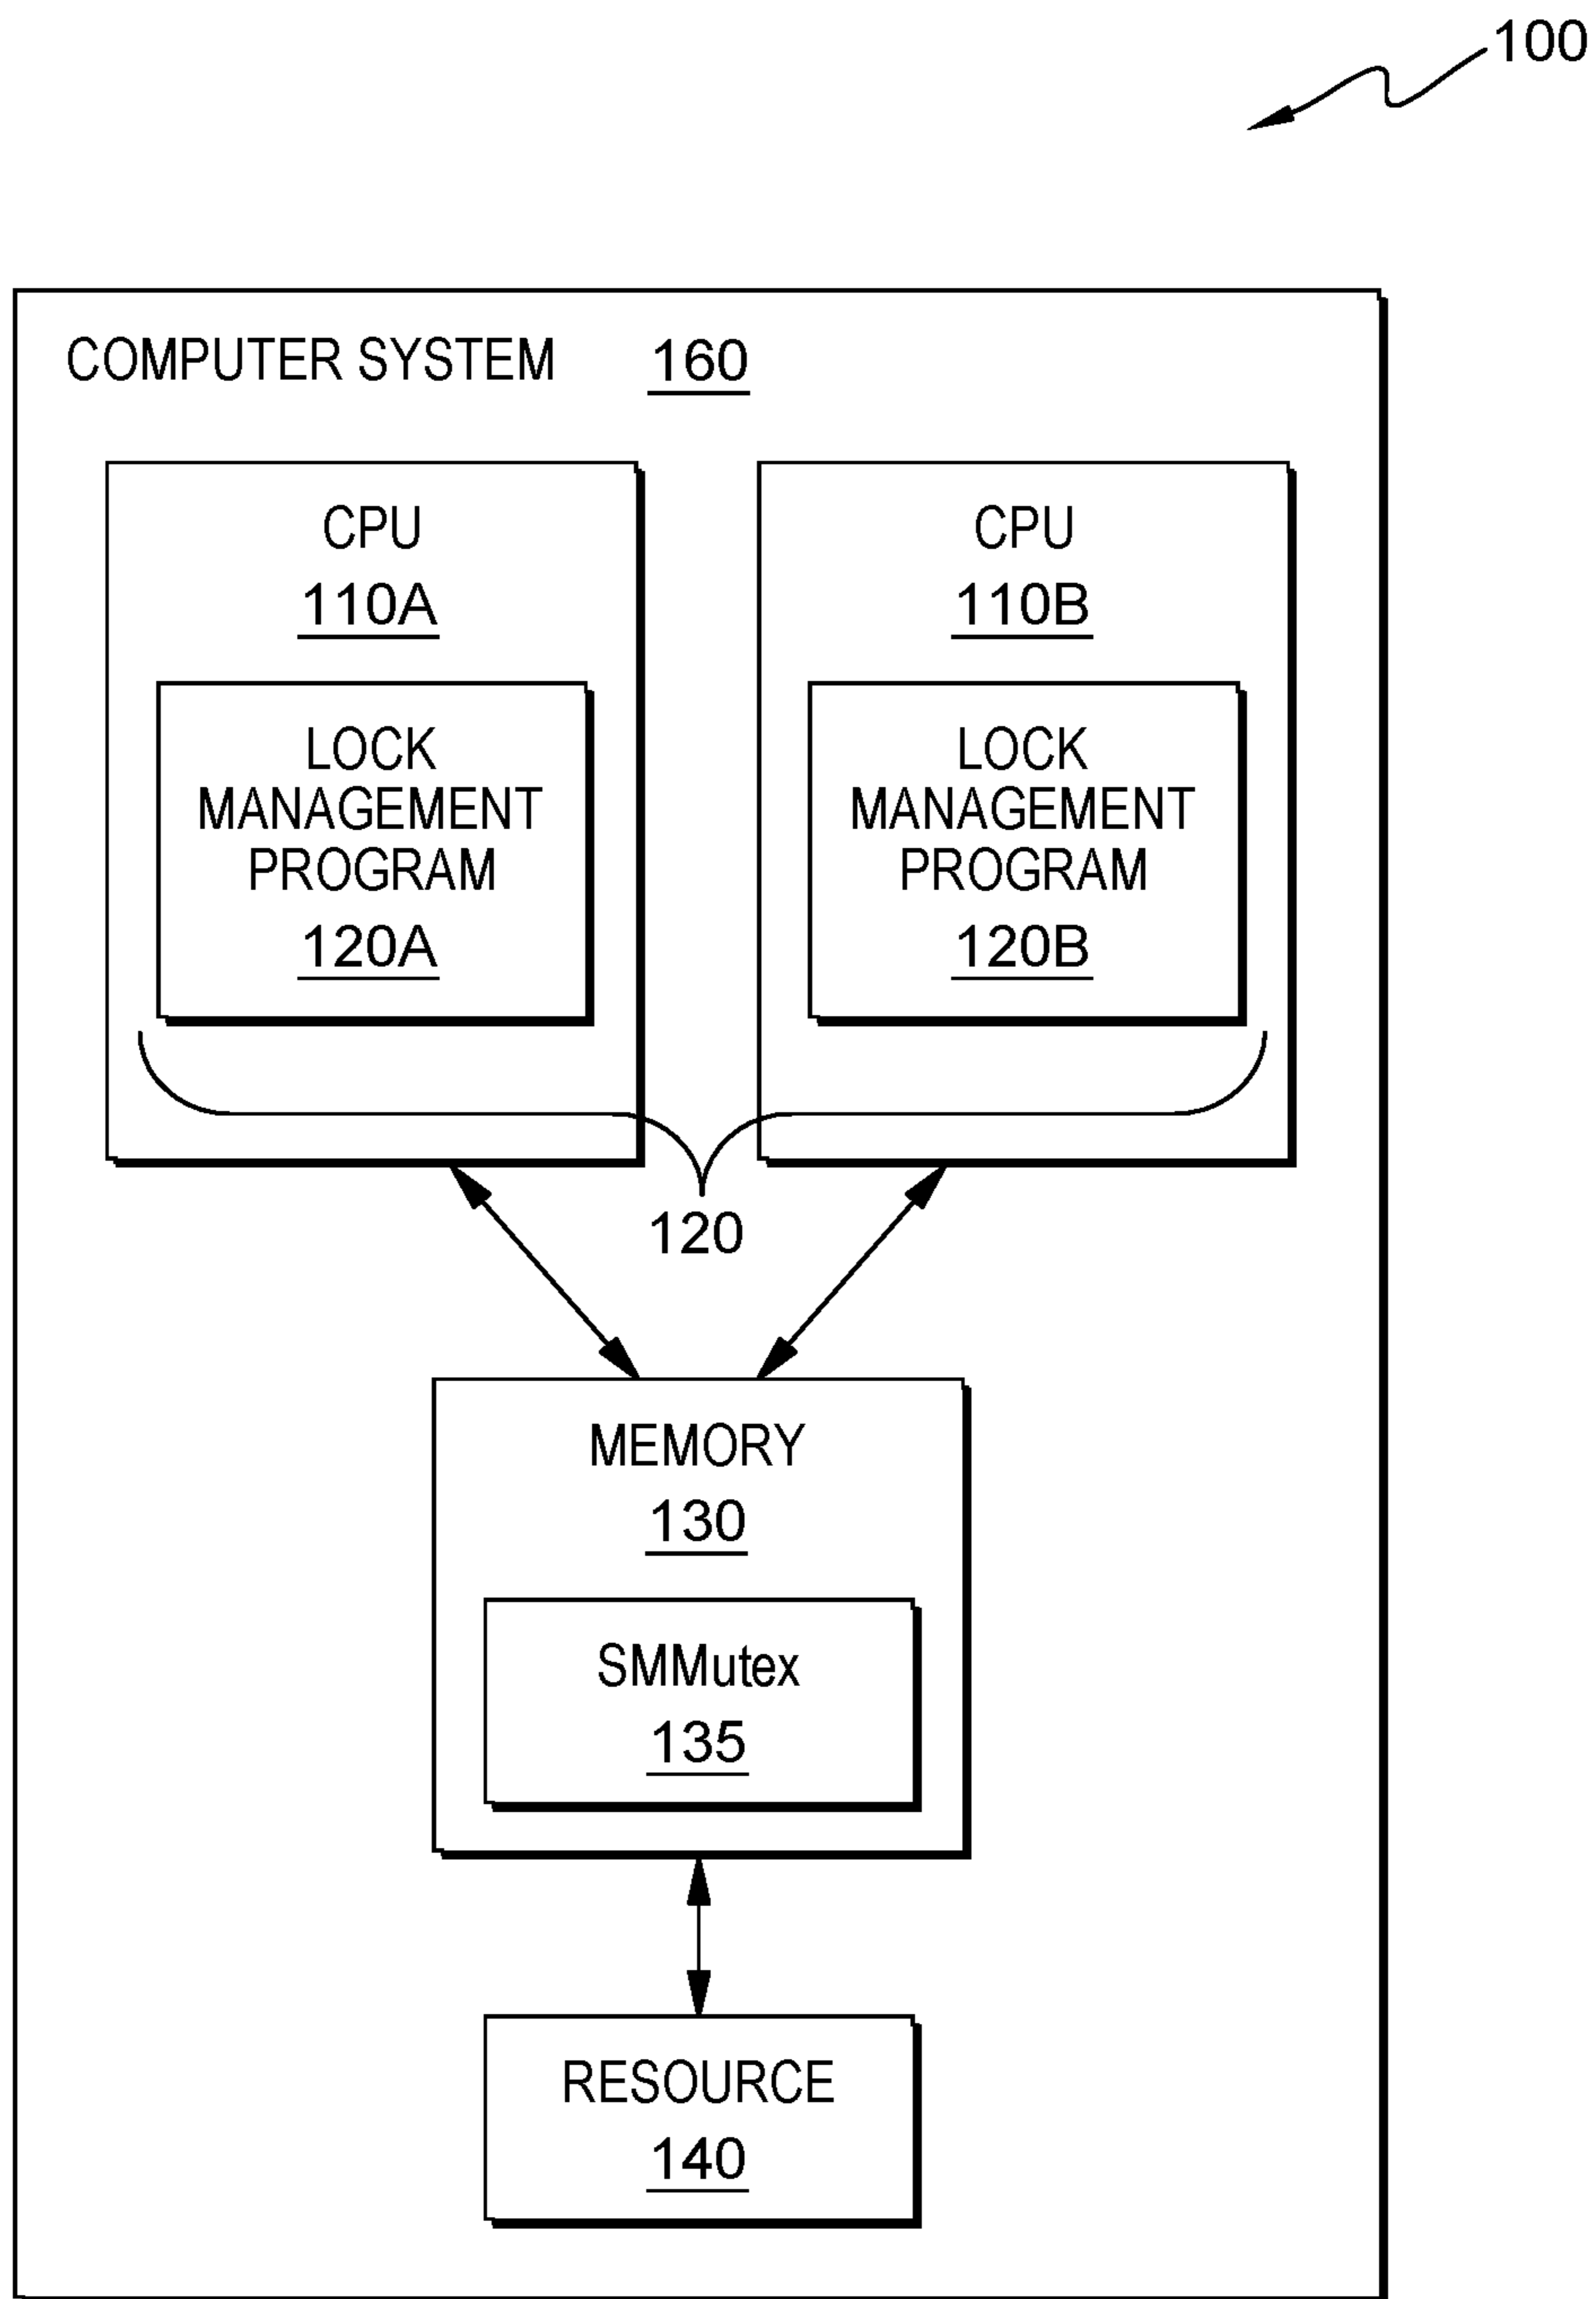 100
COMPUTER SYSTEM 160
CPU
110A
LOCK
MANAGEMENT
PROGRAM
120A
CPU
110B
LOCK
MANAGEMENT
PROGRAM
120B
120
MEMORY
130
SMMutex
135
RESOURCE
140